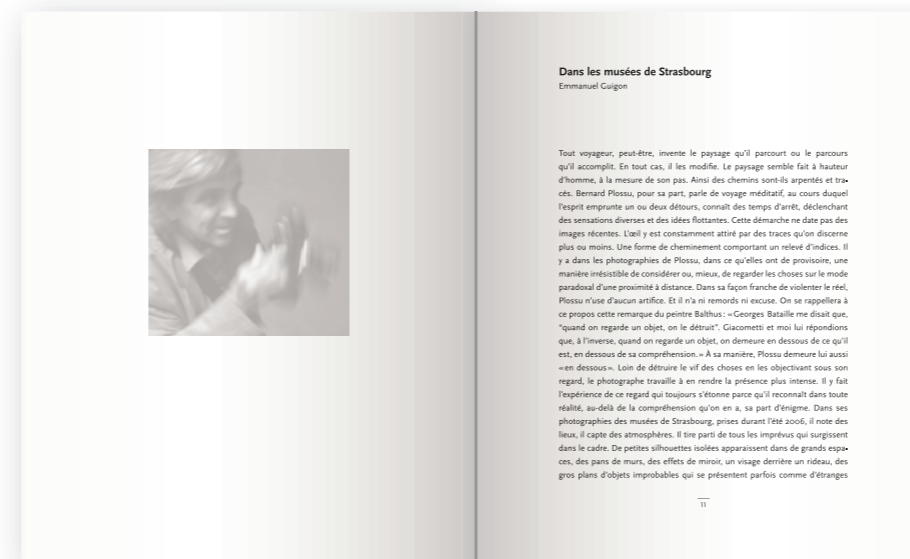 Dans les musées de Strasbourg
Emmanuel Guigon
Tout voyageur, peut-être, invente le paysage qu'il parcourt ou le parcours
qu'il accomplit. En tout cas, il les modifie. Le paysage semble fait à hauteur
d'homme, à la mesure de son pas. Ainsi des chemins sont-ils arpentés et tra-
cés. Bernard Plossu, pour sa part, parle de voyage méditatif, au cours duquel
l'esprit emprunte un ou deux détours, connaît des temps d'arrêt, déclenchant
des sensations diverses et des idées flottantes. Cette démarche ne date pas des
images récentes. L'œil y est constamment attiré par des traces qu'on discerne
plus ou moins. Une forme de cheminement comportant un relevé d'indices. Il
y a dans les photographies de Plossu, dans ce qu'elles ont de provisoire, une
manière irrésistible de considérer ou, mieux, de regarder les choses sur le mode
paradoxal d'une proximité à distance. Dans sa façon franche de violenter le réel,
Plossu n'use d'aucun artifice. Et il n'a ni remords ni excuse. On se rappellera à
ce propos cette remarque du peintre Balthus : « Georges Bataille me disait que,
"quand on regarde un objet, on le détruit". Giacometti et moi lui répondions
que, à l'inverse, quand on regarde un objet, on demeure en dessous de ce qu'il
est, en dessous de sa compréhension. » À sa manière, Plossu demeure lui aussi
« en dessous ». Loin de détruire le vif des choses en les objectivant sous son
regard, le photographe travaille à en rendre la présence plus intense. Il y fait
l'expérience de ce regard qui toujours s'étonne parce qu'il reconnaît dans toute
réalité, au-delà de la compréhension qu'on en a, sa part d'énigme. Dans ses
photographies des musées de Strasbourg, prises durant l'été 2006, il note des
lieux, il capte des atmosphères. Il tire parti de tous les imprévus qui surgissent
dans le cadre. De petites silhouettes isolées apparaissent dans de grands espa-
ces, des pans de murs, des effets de miroir, un visage derrière un rideau, des
gros plans d'objets improbables qui se présentent parfois comme d'étranges
11